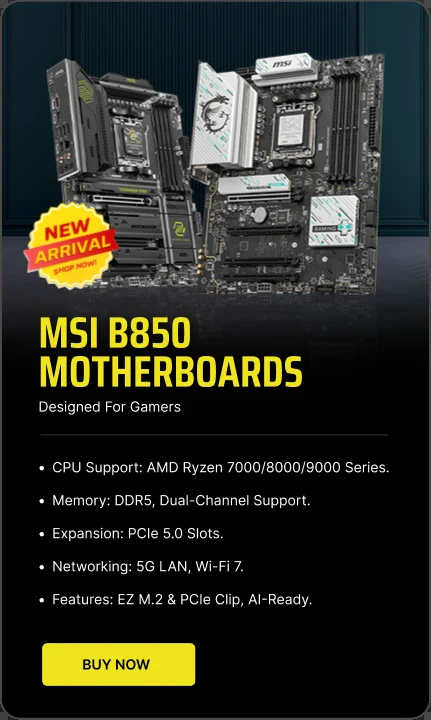 msi
GAMING
NEW
ARRIVAL
SHOP NOW!
MSI B850
MOTHERBOARDS
Designed For Gamers
• CPU Support: AMD Ryzen 7000/8000/9000 Series.
• Memory: DDR5, Dual-Channel Support.
• Expansion: PCIe 5.0 Slots.
• Networking: 5G LAN, Wi-Fi 7.
• Features: EZ M.2 & PCIe Clip, AI-Ready.
BUY NOW